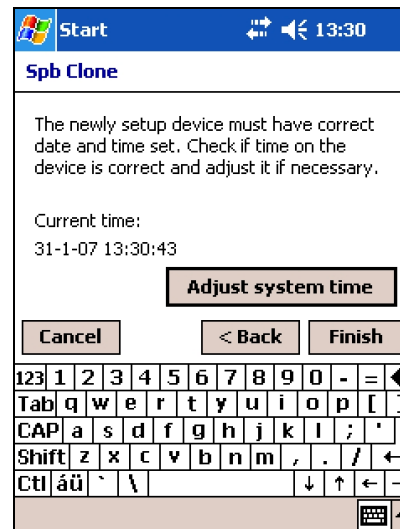 Start 13:30
Spb Clone
The newly setup device must have correct
date and time set. Check if time on the
device is correct and adjust it if necessary.
Current time:
31-1-07 13:30:43
Adjust system time
Cancel < Back Finish
123 1 2 3 4 5 6 7 8 9 0 - =
Tab q w e r t y u i o p [ ]
CAP a s d f g h j k l ; '
Shift z x c v b n m , . / ←
Ctl áü ` \ ↓ ↑ ← →